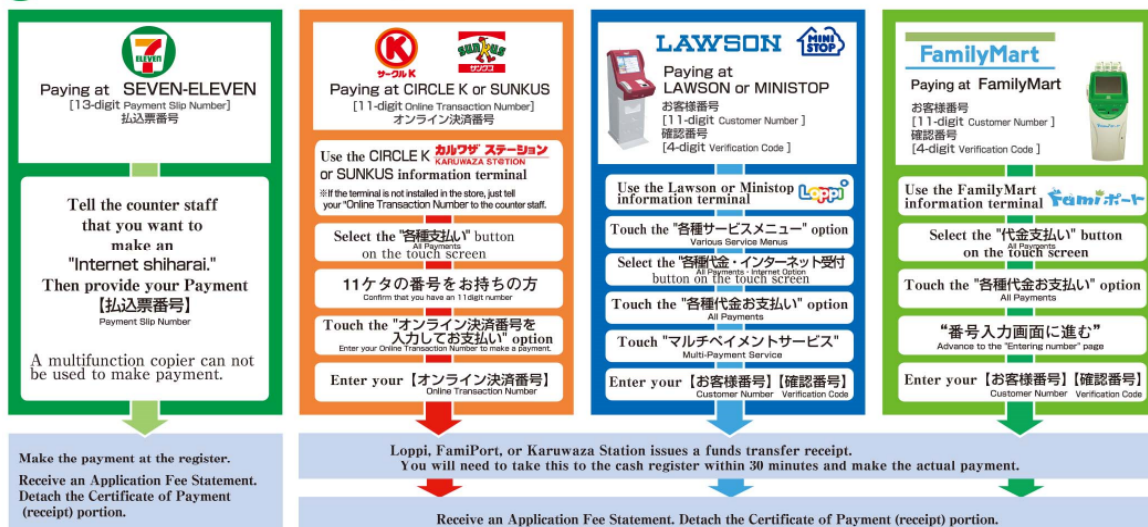 7
ELEVEN
Paying at SEVEN-ELEVEN
[13-digit Payment Slip Number]
払込票番号
Tell the counter staff
that you want to
make an
"Internet shiharai."
Then provide your Payment
【払込票番号】
Payment Slip Number
A multifunction copier can not
be used to make payment.
Make the payment at the register.
Receive an Application Fee Statement.
Detach the Certificate of Payment
(receipt) portion.
K
サークルK
sunkus
サンクス
Paying at CIRCLE K or SUNKUS
[11-digit Online Transaction Number]
オンライン決済番号
Use the CIRCLE K カルワザ ステーション
KARUWAZA ST@TION
or SUNKUS information terminal
※If the terminal is not installed in the store, just tell
your "Online Transaction Number to the counter staff.
Select the "各種支払い" button
All Payments
on the touch screen
11ケタの番号をお持ちの方
Confirm that you have an 11digit number
Touch the "オンライン決済番号を
入力してお支払い" option
Enter your Online Transaction Number to make a payment.
Enter your 【オンライン決済番号】
Online Transaction Number
LAWSON
MINI
STOP
Paying at
LAWSON or MINISTOP
お客様番号
[11-digit Customer Number ]
確認番号
[4-digit Verification Code ]
Use the Lawson or Ministop
information terminal Loppi
Touch the "各種サービスメニュー" option
Various Service Menus
Select the "各種代金・インターネット受付
All Payments - Internet Option
button on the touch screen
Touch the "各種代金お支払い" option
All Payments
Touch "マルチペイメントサービス"
Multi-Payment Service
Enter your 【お客様番号】【確認番号】
Customer Number Verification Code
FamilyMart
Paying at FamilyMart
お客様番号
[11-digit Customer Number ]
確認番号
[4-digit Verification Code ]
Use the FamilyMart
information terminal Famiポート
Select the "代金支払い" button
All Payments
on the touch screen
Touch the "各種代金お支払い" option
All Payments
“番号入力画面に進む”
Advance to the "Entering number" page
Enter your 【お客様番号】【確認番号】
Customer Number Verification Code
Loppi, FamiPort, or Karuwaza Station issues a funds transfer receipt.
You will need to take this to the cash register within 30 minutes and make the actual payment.
Receive an Application Fee Statement. Detach the Certificate of Payment (receipt) portion.